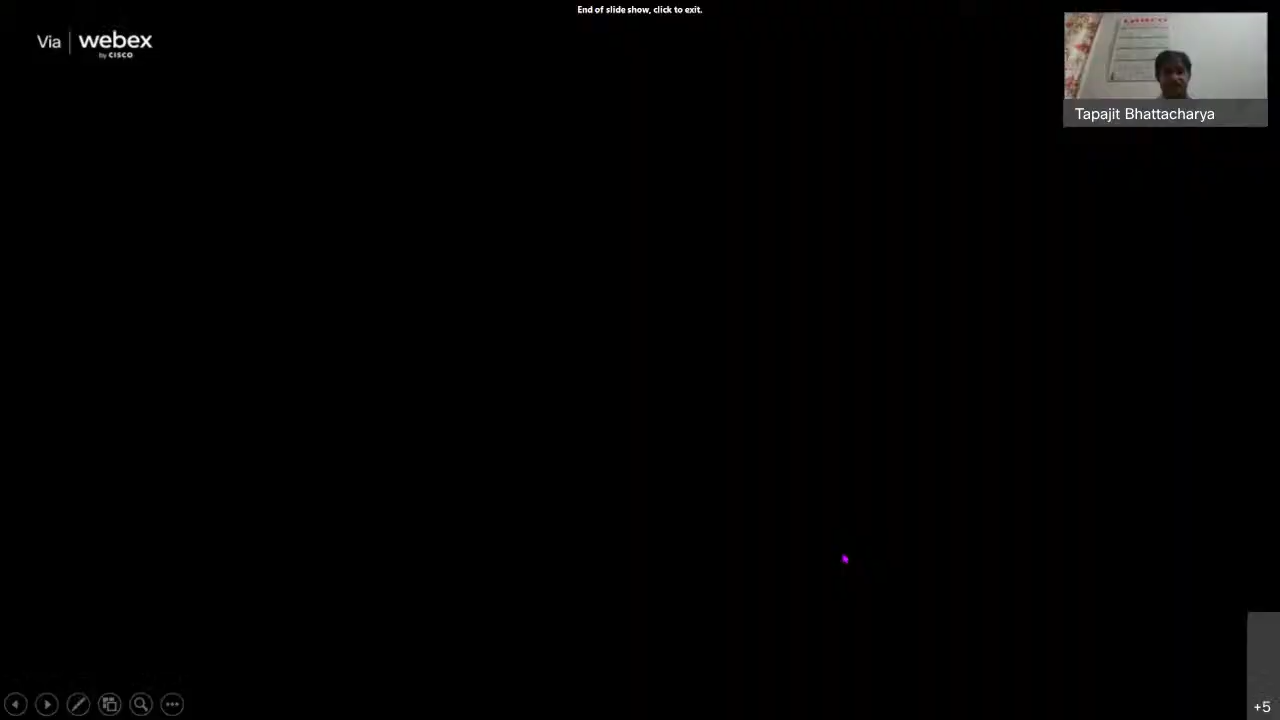 End of slide show, click to exit.
Via webex
by CISCO
Tapajit Bhattacharya
+5